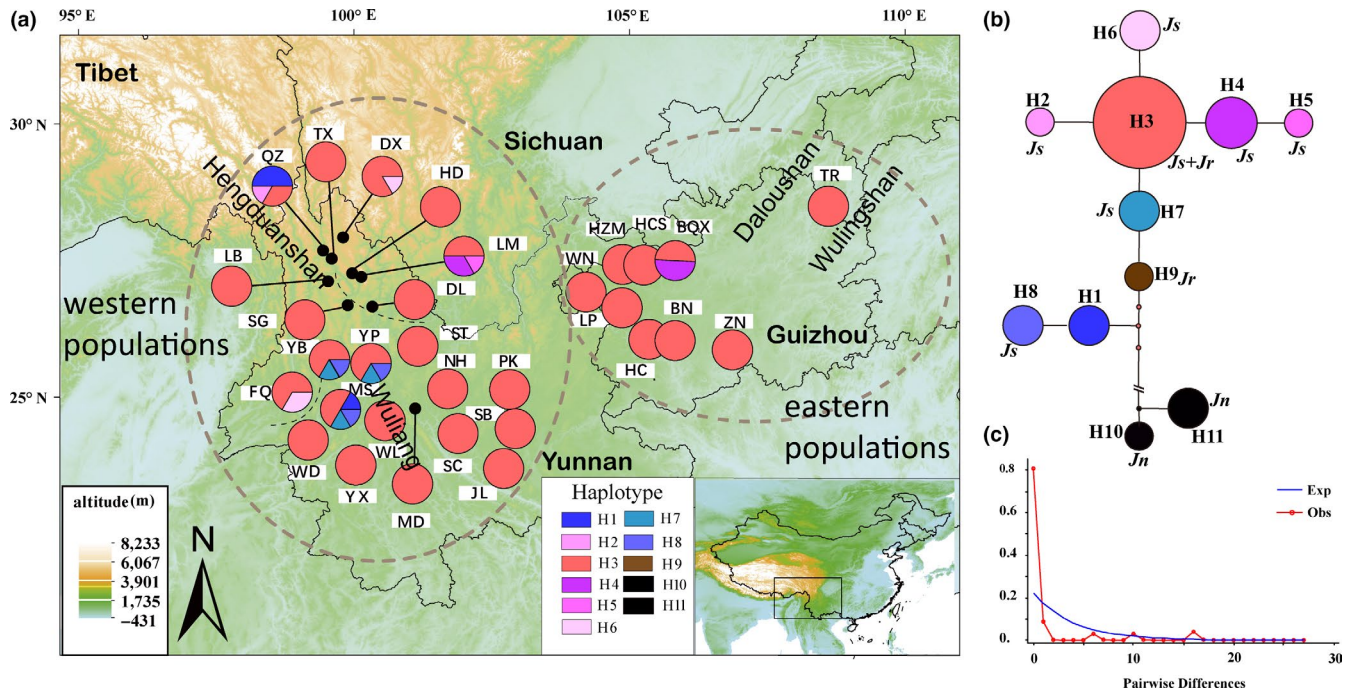 (a)
95° E
100° E
105° E
110° E
30° N
25° N
Tibet
Sichuan
Hengduanshan
Daloushan
Wulingshan
Guizhou
Wuliang
Yunnan
western
populations
eastern
populations
QZ
TX
DX
HD
LB
LM
SG
DL
YB
YP
ST
FQ
MS
NH
PK
SB
WD
WL
YX
SC
MD
JL
TR
HZM
HCS
BQX
WN
LP
BN
HC
ZN
altitude (m)
8,233
6,067
3,901
1,735
−431
N
Haplotype
H1
H7
H2
H8
H3
H9
H4
H10
H5
H11
H6
(b)
H6
Js
H2
Js
H3
Js+Jr
H4
Js
H5
Js
Js
H7
H9
Jr
H8
Js
H1
Jn
H10
Jn
H11
(c)
0.8
0.6
0.4
0.2
0.
Exp
Obs
0
10
20
30
Pairwise Differences